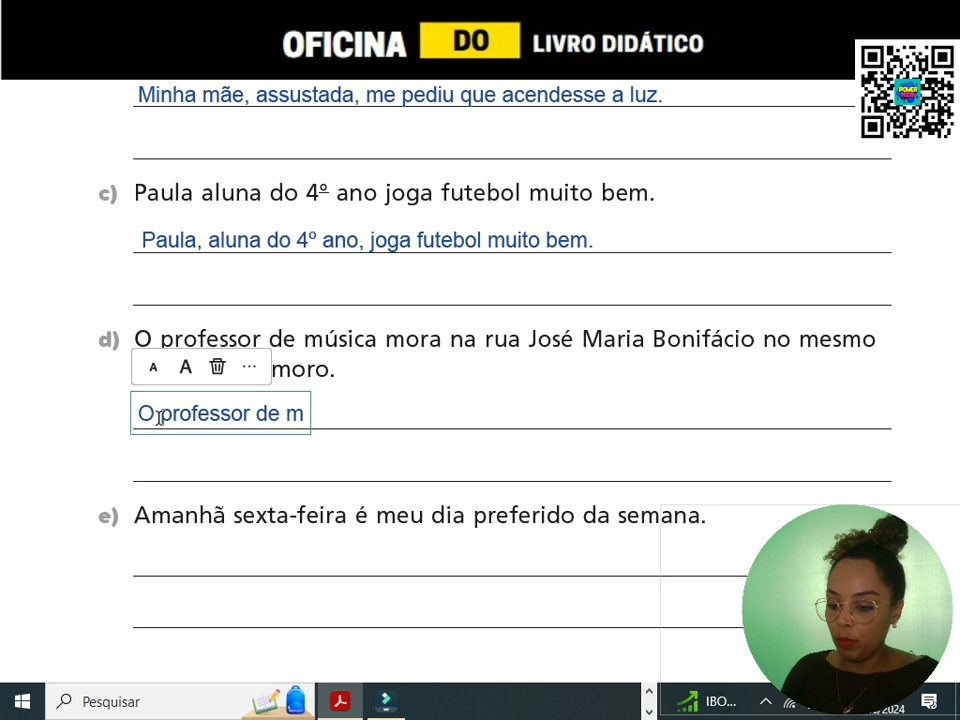 OFICINA DO LIVRO DIDÁTICO
POWER
Minha mãe, assustada, me pediu que acendesse a luz.
c) Paula aluna do 4º ano joga futebol muito bem.
Paula, aluna do 4º ano, joga futebol muito bem.
d) O professor de música mora na rua José Maria Bonifácio no mesmo
A A ...
moro.
O professor de m
e) Amanhã sexta-feira é meu dia preferido da semana.
Pesquisar
IBO...
/2024